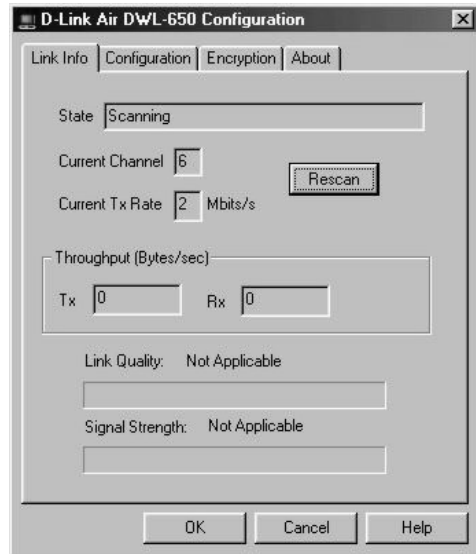 D-Link Air DWL-650 Configuration
Link Info Configuration Encryption About
State Scanning
Current Channel 6
Rescan
Current Tx Rate 2 Mbits/s
Throughput (Bytes/sec)
Tx 0 Rx 0
Link Quality: Not Applicable
Signal Strength: Not Applicable
OK Cancel Help